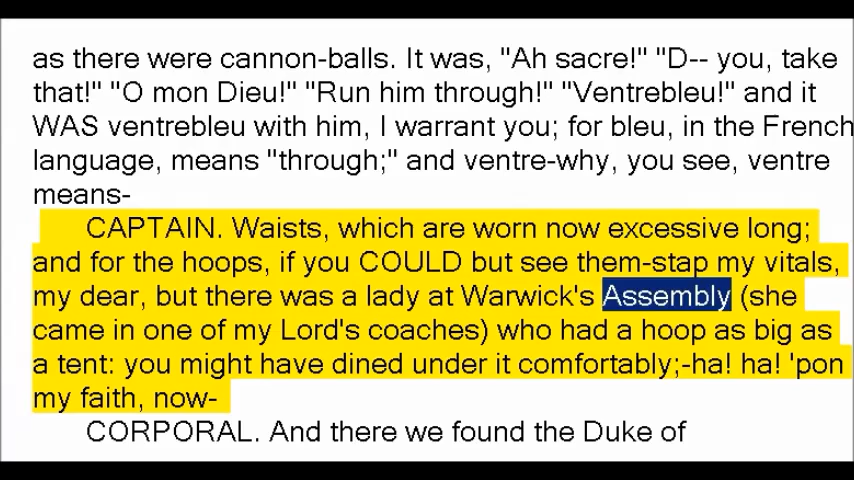 as there were cannon-balls. It was, "Ah sacre!" "D-- you, take
that!" "O mon Dieu!" "Run him through!" "Ventrebleu!" and it
WAS ventrebleu with him, I warrant you; for bleu, in the French
language, means "through;" and ventre-why, you see, ventre
means-
CAPTAIN. Waists, which are worn now excessive long;
and for the hoops, if you COULD but see them-stap my vitals,
my dear, but there was a lady at Warwick's Assembly (she
came in one of my Lord's coaches) who had a hoop as big as
a tent: you might have dined under it comfortably;-ha! ha! 'pon
my faith, now-
CORPORAL. And there we found the Duke of